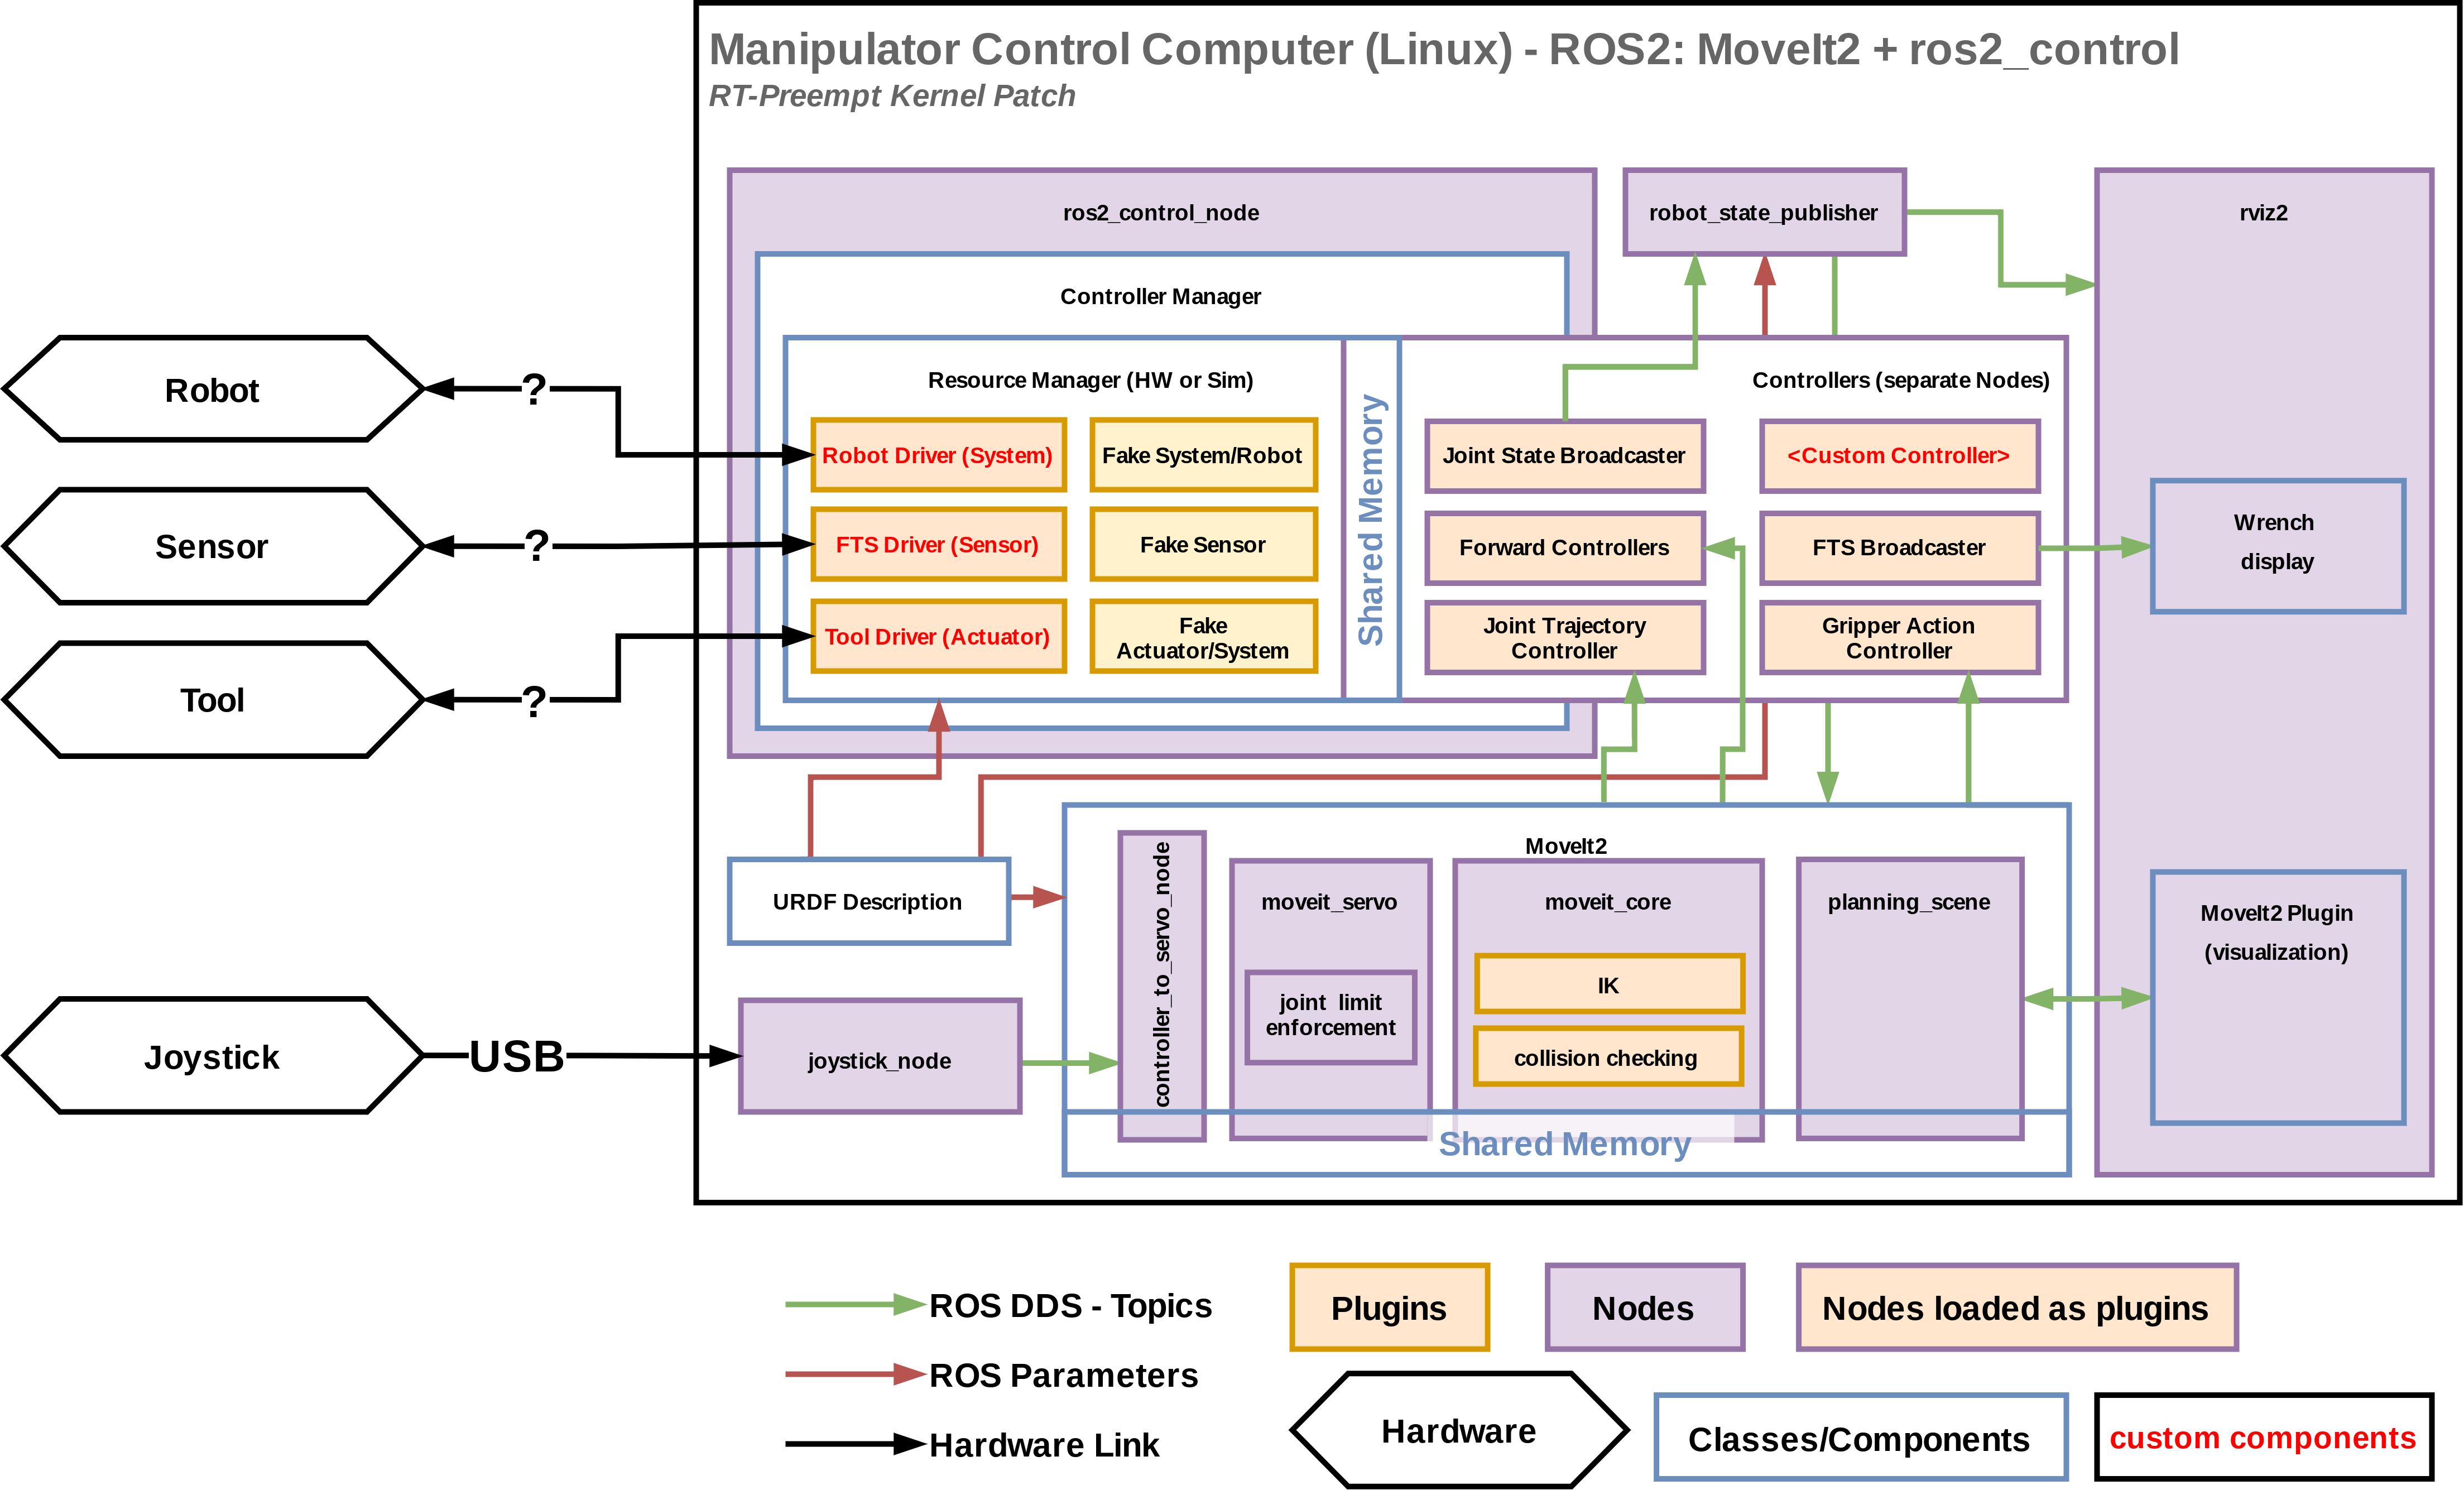 Manipulator Control Computer (Linux) - ROS2: MoveIt2 + ros2_control
RT-Preempt Kernel Patch
ros2_control_node
robot_state_publisher
rviz2
Controller Manager
Resource Manager (HW or Sim)
Controllers (separate Nodes)
Robot
?
Robot Driver (System)
Fake System/Robot
Shared Memory
Joint State Broadcaster
<Custom Controller>
Sensor
?
FTS Driver (Sensor)
Fake Sensor
Forward Controllers
FTS Broadcaster
Wrench
display
Tool
?
Tool Driver (Actuator)
Fake
Actuator/System
Joint Trajectory
Controller
Gripper Action
Controller
MoveIt2
URDF Description
controller_to_servo_node
moveit_servo
moveit_core
planning_scene
MoveIt2 Plugin
(visualization)
joint  limit
enforcement
IK
collision checking
Joystick
USB
joystick_node
Shared Memory
ROS DDS - Topics
Plugins
Nodes
Nodes loaded as plugins
ROS Parameters
Hardware Link
Hardware
Classes/Components
custom components